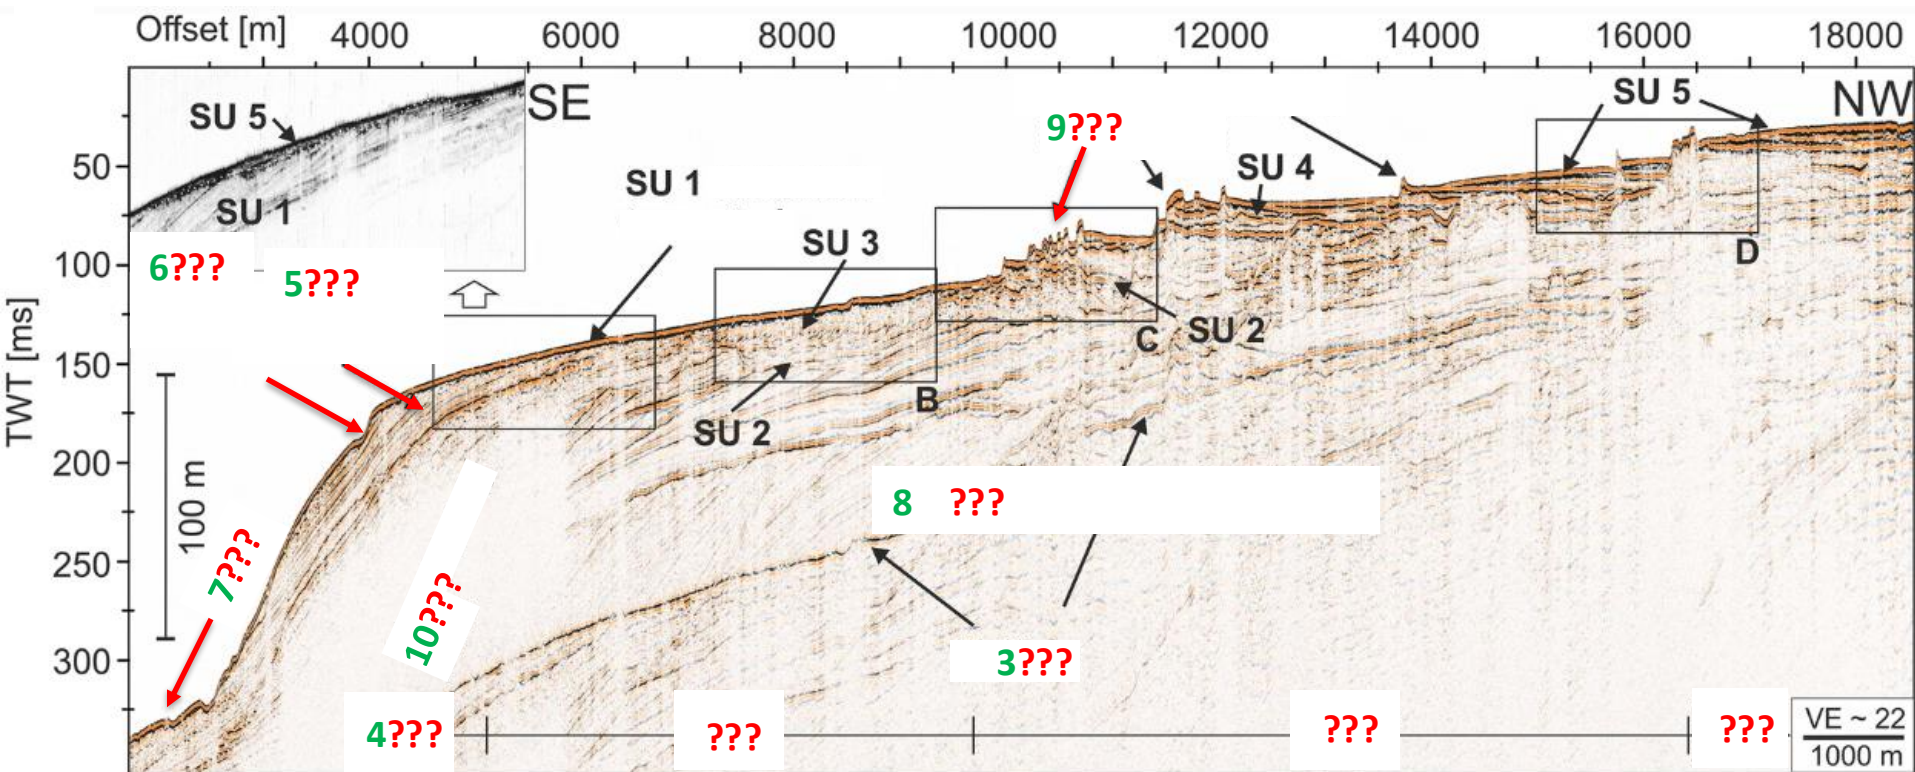 Offset [m] 4000 6000 8000 10000 12000 14000 16000 18000
SE
NW
SU 5
SU 1
SU 1
SU 3
9???
SU 4
SU 5
50
100
150
200
250
300
TWT [ms]
6???
5???
SU 2
SU 2
B
C
D
100 m
7???
10???
8 ???
3???
4???
???
???
???
VE ~ 22
1000 m